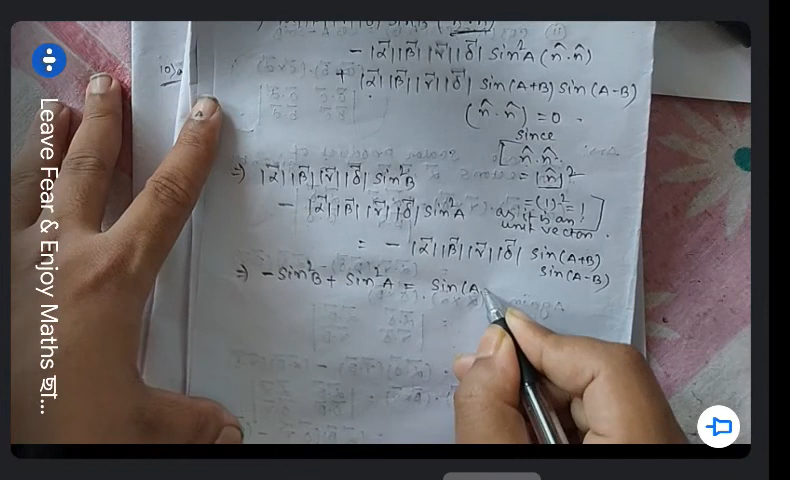 - |α̅||β̅||γ̅||δ̅| sin²A (n̂·n̂)
+ |α̅||β̅||γ̅||δ̅| sin(A+B) sin(A-B)
(n̂·n̂) = 0
since
[n̂·n̂
⇒ |α̅||β̅||γ̅||δ̅| sin²B = |n̂|²
= (1)² = 1
- |α̅||β̅||γ̅||δ̅| sin²A as it is an
unit vector]
= - |α̅||β̅||γ̅||δ̅| sin(A+B)
sin(A-B)
⇒ -sin²B + sin²A = sin(A
Leave Fear & Enjoy Maths ছা...